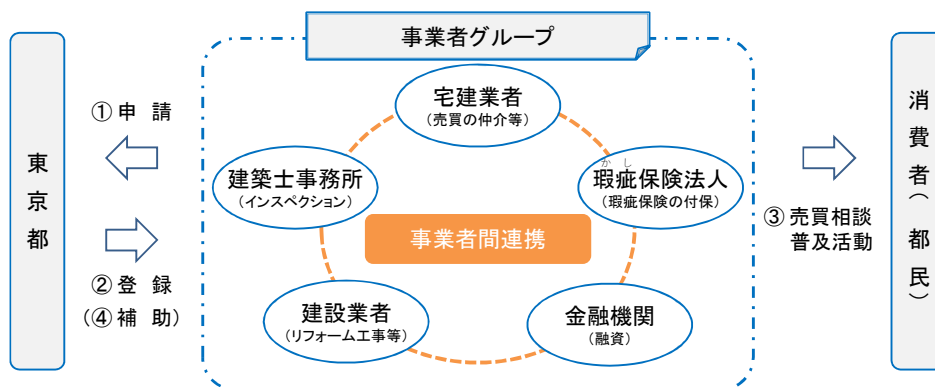 事業者グループ
東京都
①申 請
②登 録
(④補 助)
宅建業者
(売買の仲介等)
建築士事務所
(インスペクション)
かし
瑕疵保険法人
(瑕疵保険の付保)
事業者間連携
建設業者
(リフォーム工事等)
金融機関
(融資)
③売買相談
普及活動
消費者(都民)